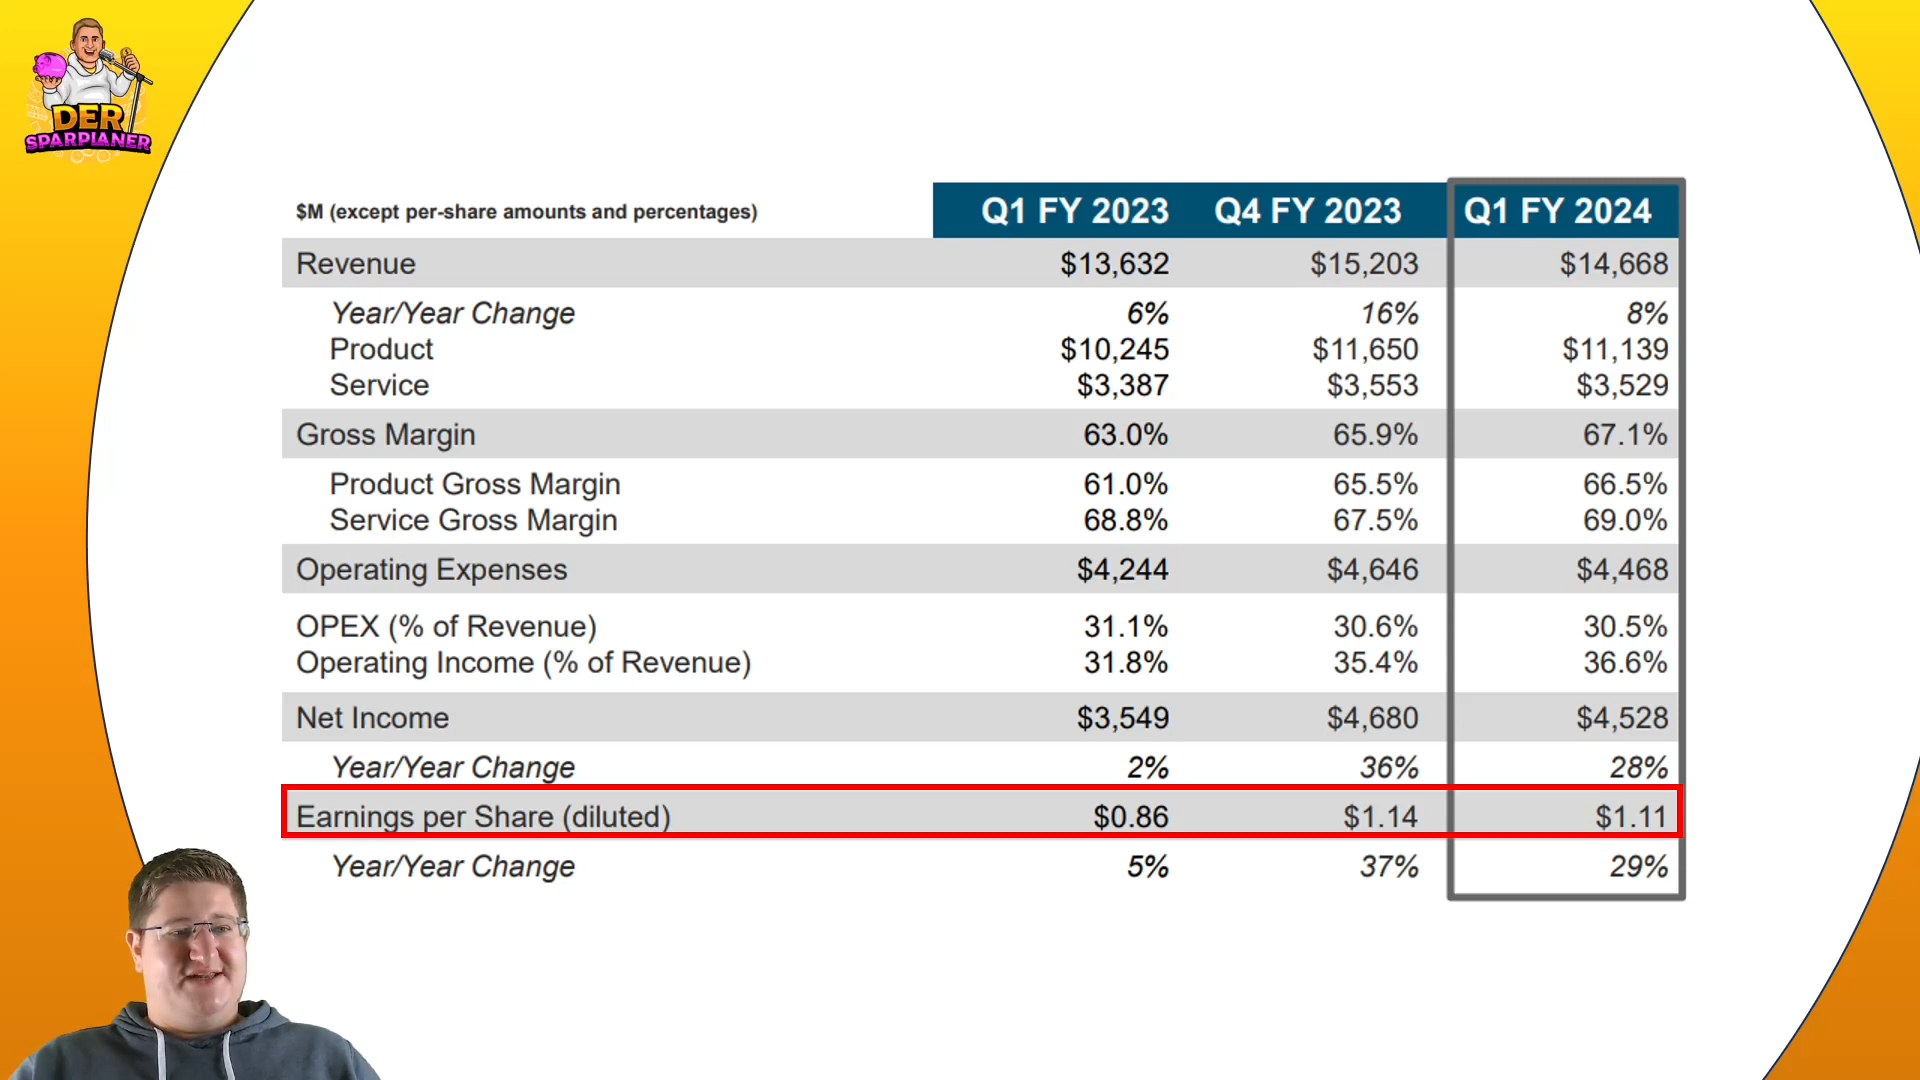 DER
SPARPLANER
$M (except per-share amounts and percentages) Q1 FY 2023 Q4 FY 2023 Q1 FY 2024
Revenue $13,632 $15,203 $14,668
Year/Year Change 6% 16% 8%
Product $10,245 $11,650 $11,139
Service $3,387 $3,553 $3,529
Gross Margin 63.0% 65.9% 67.1%
Product Gross Margin 61.0% 65.5% 66.5%
Service Gross Margin 68.8% 67.5% 69.0%
Operating Expenses $4,244 $4,646 $4,468
OPEX (% of Revenue) 31.1% 30.6% 30.5%
Operating Income (% of Revenue) 31.8% 35.4% 36.6%
Net Income $3,549 $4,680 $4,528
Year/Year Change 2% 36% 28%
Earnings per Share (diluted) $0.86 $1.14 $1.11
Year/Year Change 5% 37% 29%